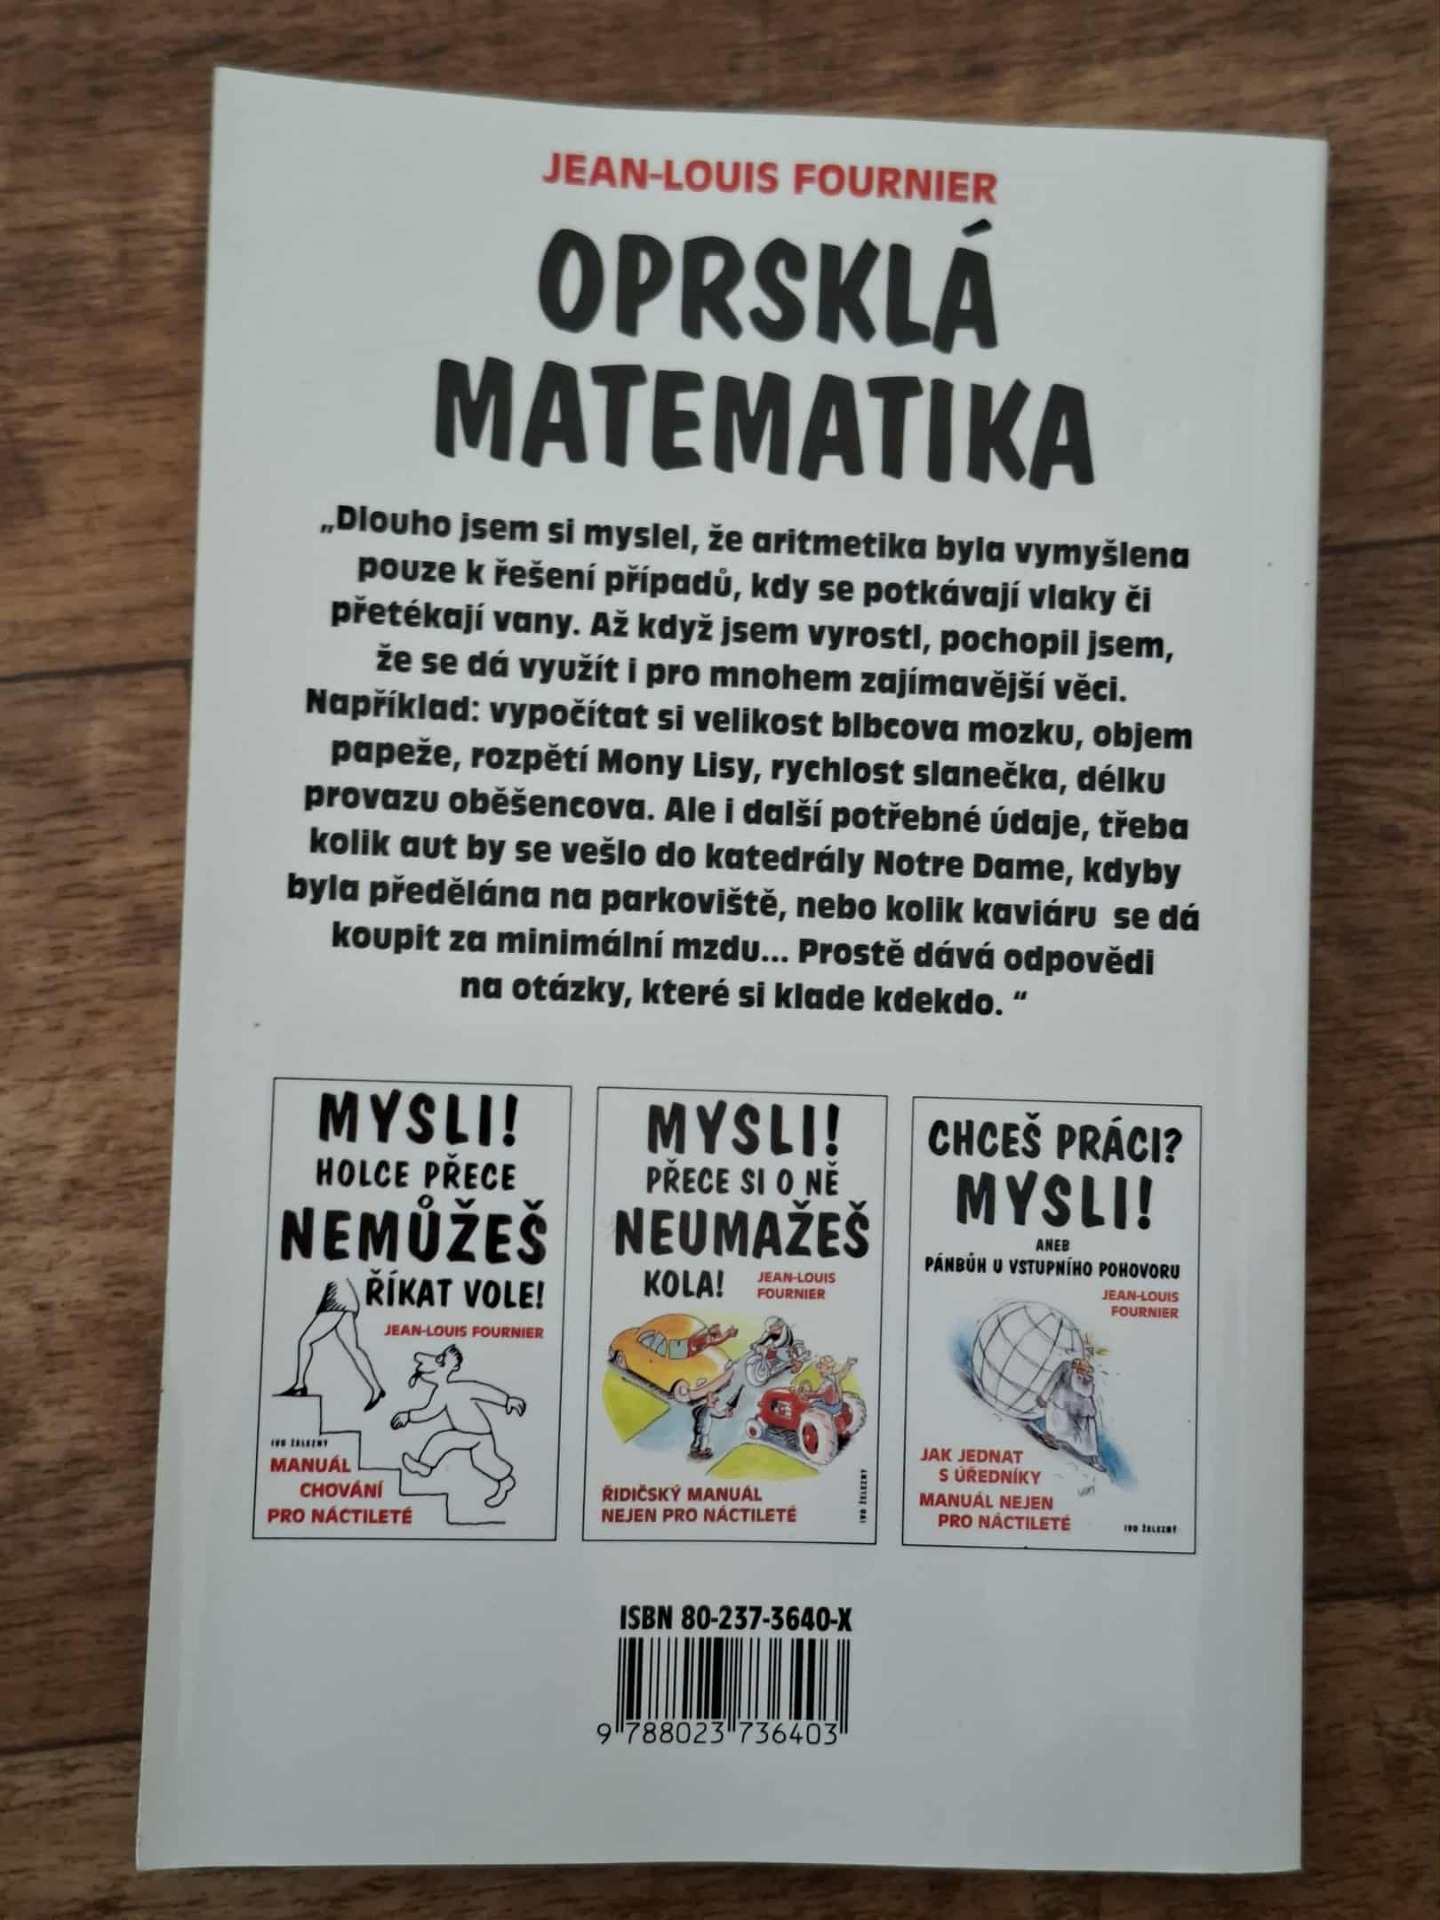 JEAN-LOUIS FOURNIER
OPRSKLÁ
MATEMATIKA
„Dlouho jsem si myslel, že aritmetika byla vymyšlena
pouze k řešení případů, kdy se potkávají vlaky či
přetékají vany. Až když jsem vyrostl, pochopil jsem,
že se dá využít i pro mnohem zajímavější věci.
Například: vypočítat si velikost blbcova mozku, objem
papeže, rozpětí Mony Lisy, rychlost slanečka, délku
provazu oběšencova. Ale i další potřebné údaje, třeba
kolik aut by se vešlo do katedrály Notre Dame, kdyby
byla předělána na parkoviště, nebo kolik kaviáru se dá
koupit za minimální mzdu... Prostě dává odpovědi
na otázky, které si klade kdekdo. “
MYSLI!
HOLCE PŘECE
NEMŮŽEŠ
ŘÍKAT VOLE!
JEAN-LOUIS FOURNIER
IVO ŽELEZNÝ
MANUÁL
CHOVÁNÍ
PRO NÁCTILETÉ
MYSLI!
PŘECE SI O NĚ
NEUMAŽEŠ
KOLA!
JEAN-LOUIS
FOURNIER
ŘIDIČSKÝ MANUÁL
NEJEN PRO NÁCTILETÉ
IVO ŽELEZNÝ
CHCEŠ PRÁCI?
MYSLI!
ANEB
PÁNBŮH U VSTUPNÍHO POHOVORU
JEAN-LOUIS
FOURNIER
JAK JEDNAT
S ÚŘEDNÍKY
MANUÁL NEJEN
PRO NÁCTILETÉ
IVO ŽELEZNÝ
ISBN 80-237-3640-X
9 788023 736403